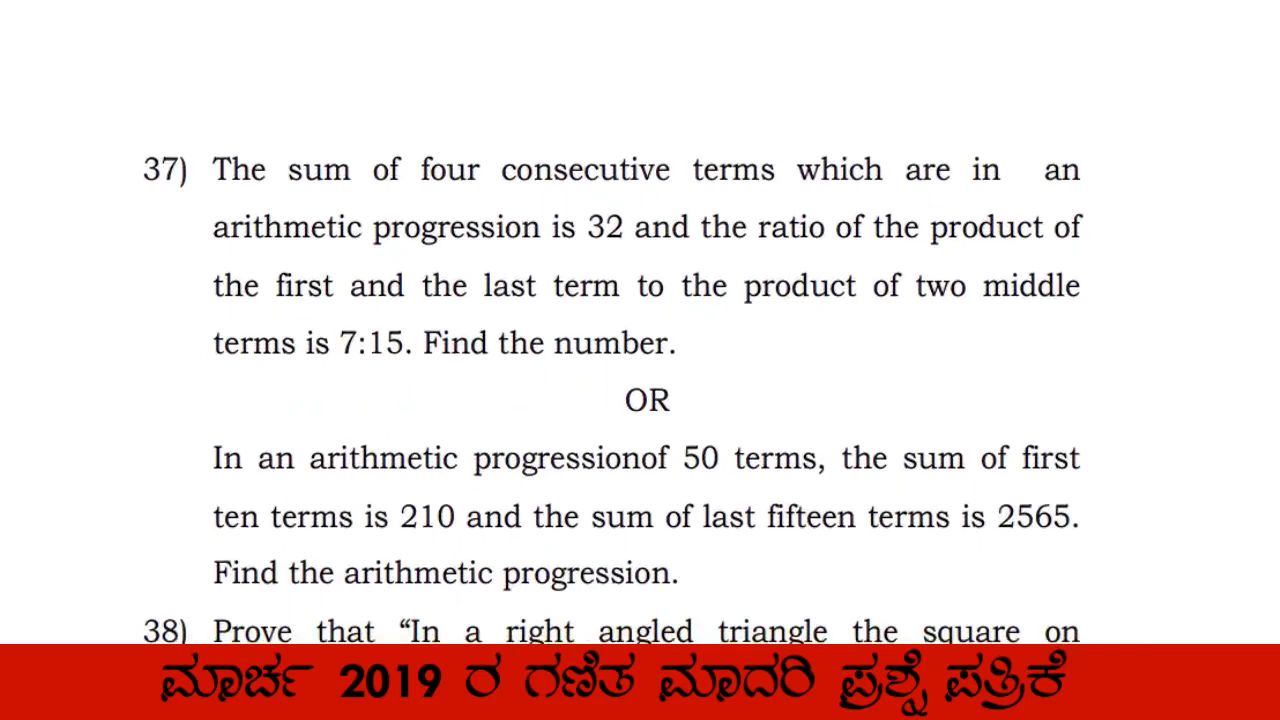 37) The sum of four consecutive terms which are in an
arithmetic progression is 32 and the ratio of the product of
the first and the last term to the product of two middle
terms is 7:15. Find the number.
OR
In an arithmetic progressionof 50 terms, the sum of first
ten terms is 210 and the sum of last fifteen terms is 2565.
Find the arithmetic progression.
38) Prove that “In a right angled triangle the square on
ಮಾರ್ಚ 2019 ರ ಗಣಿತ ಮಾದರಿ ಪ್ರಶ್ನೆ ಪತ್ರಿಕೆ